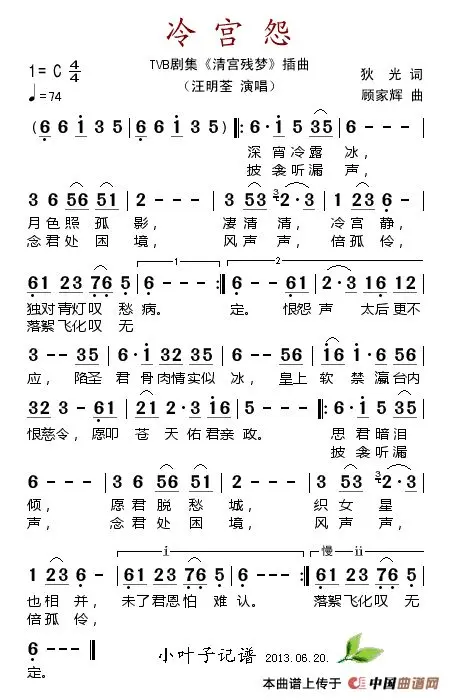 冷宫怨
TVB剧集《清宫残梦》插曲
（汪明荃 演唱）
1= C 4/4
♩=74
狄光 词
顾家辉 曲
(6 6 1 3 5 6 6·1 3 5) ‖: 6·i 5 35 6 - - -
深宵冷露冰，
披衾听漏声，
3 6 56 51 2 - - - 3 53 3 2·3 1 23 6 -
月色照孤影， 凄清清， 冷宫静，
念君处困境， 风声声， 倍孤伶，
1 2
61 23 76 5 6 - - - :‖ 6 - - 61 2·3 16 12
独对青灯叹愁病。 定。 恨怨声 太后更不
落絮飞化叹无
3 - - 35 6·i 32 35 6 - - 56 i6 1 6 56
应， 陷圣君骨肉情实似冰， 皇上软禁瀛台内
32 3 - 61 21 2·3 16 5 - - - ‖: 6·i 5 35
恨慈令， 愿叩苍天佑君亲政。 思君暗泪
披衾听漏
6 - - - 3 6 56 51 2 - - - 3 53 3 2·3
倾， 愿君脱愁城， 织女星
声， 念君处困境， 风声声，
i 慢 ii
1 23 6 - 61 23 76 5 6 - - - :‖ 61 23 76 5
也相并， 未了君恩怕难认。 落絮飞化叹无
倍孤伶，
6 - - - ‖
定。
小叶子记谱 2013.06.20.
本曲谱上传于 中国曲谱网